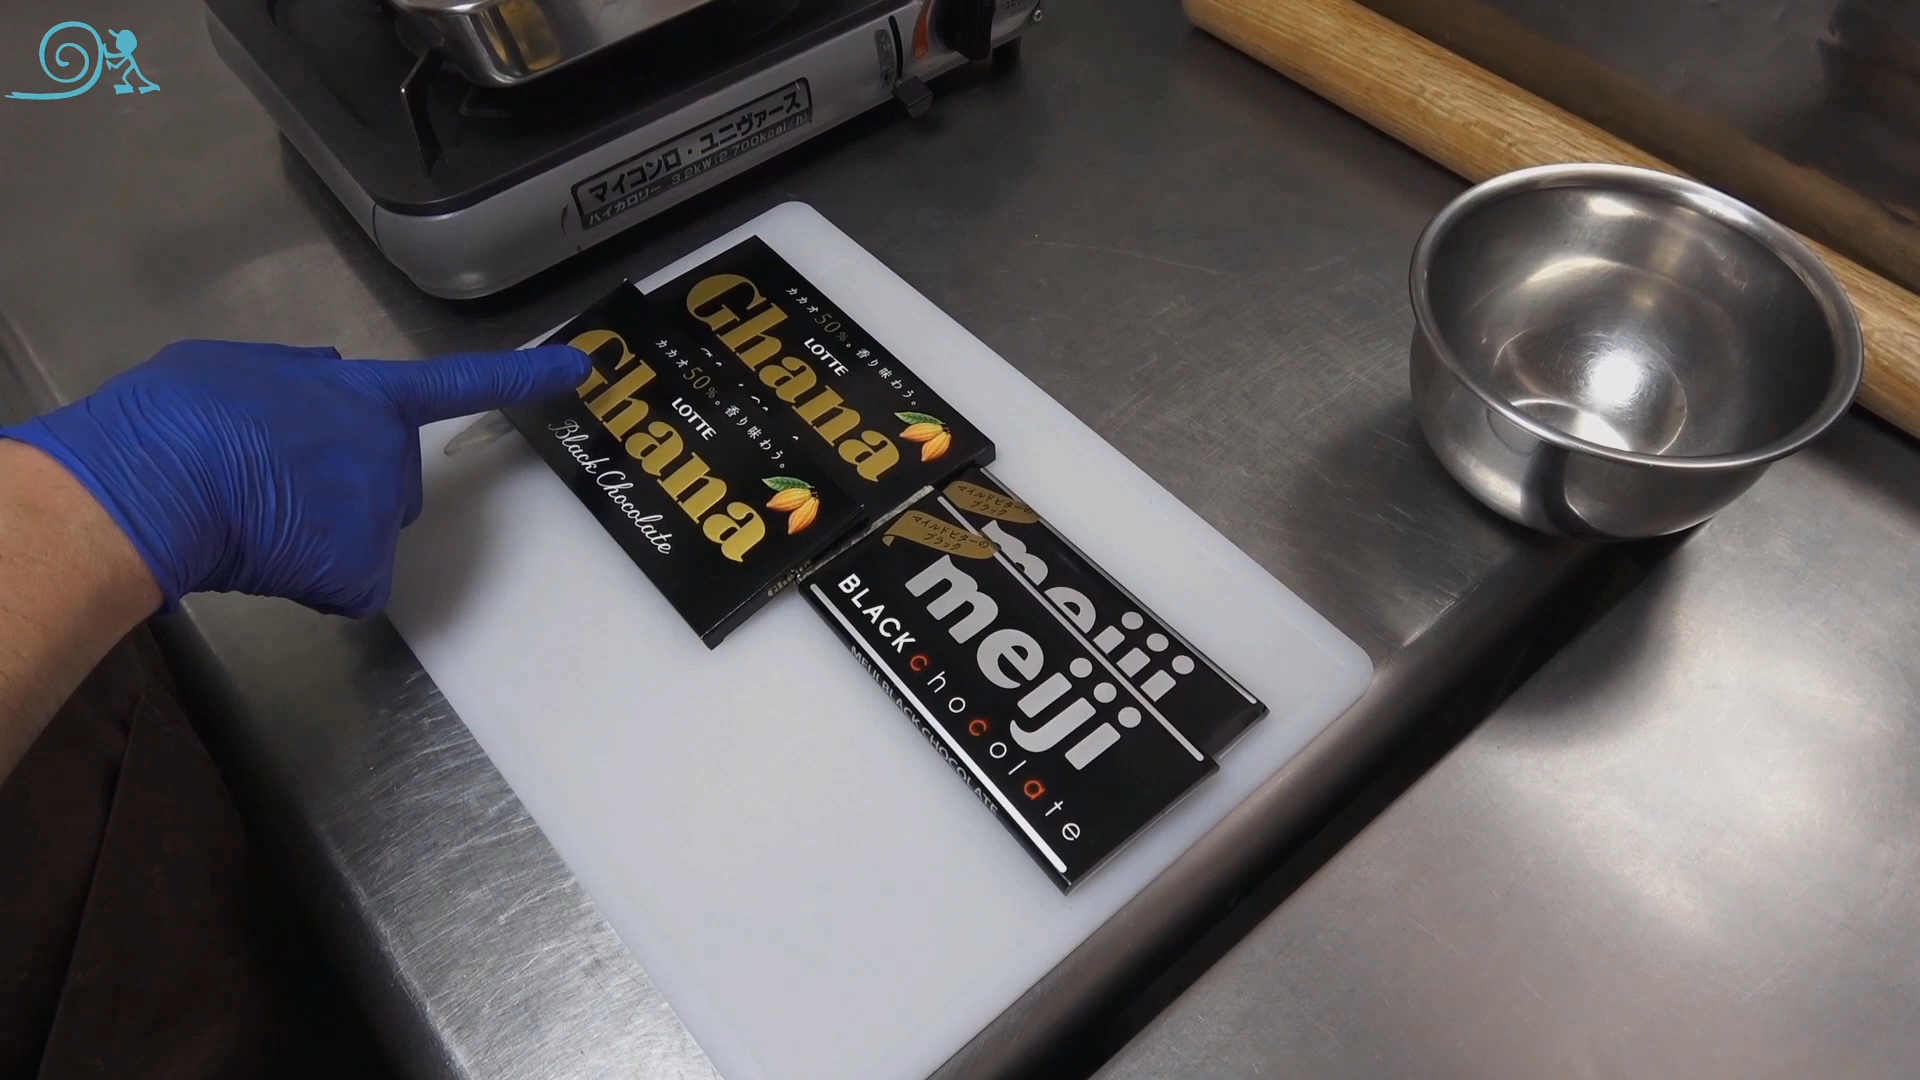 マイコンロ・ユニヴァース
ハイカロリー 3.2kW(2,700kcal/h)
Ghana
カカオ50%。香り味わう。
LOTTE
Ghana
カカオ50%。香り味わう。
LOTTE
Black Chocolate
マイルドビターの
ブラック
meiji
マイルドビターの
ブラック
meiji
BLACK chocolate
MEIJI BLACK CHOCOLATE